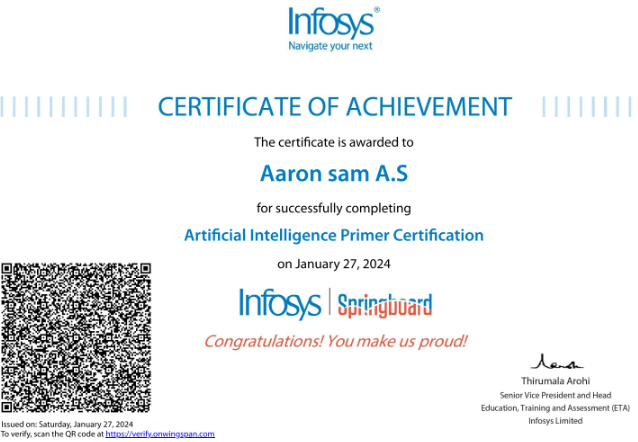 Infosys®
Navigate your next
CERTIFICATE OF ACHIEVEMENT
The certificate is awarded to
Aaron sam A.S
for successfully completing
Artificial Intelligence Primer Certification
on January 27, 2024
Infosys | Springboard
Congratulations! You make us proud!
Thirumala Arohi
Senior Vice President and Head
Education, Training and Assessment (ETA)
Infosys Limited
Issued on: Saturday, January 27, 2024
To verify, scan the QR code at https://verify.onwingspan.com